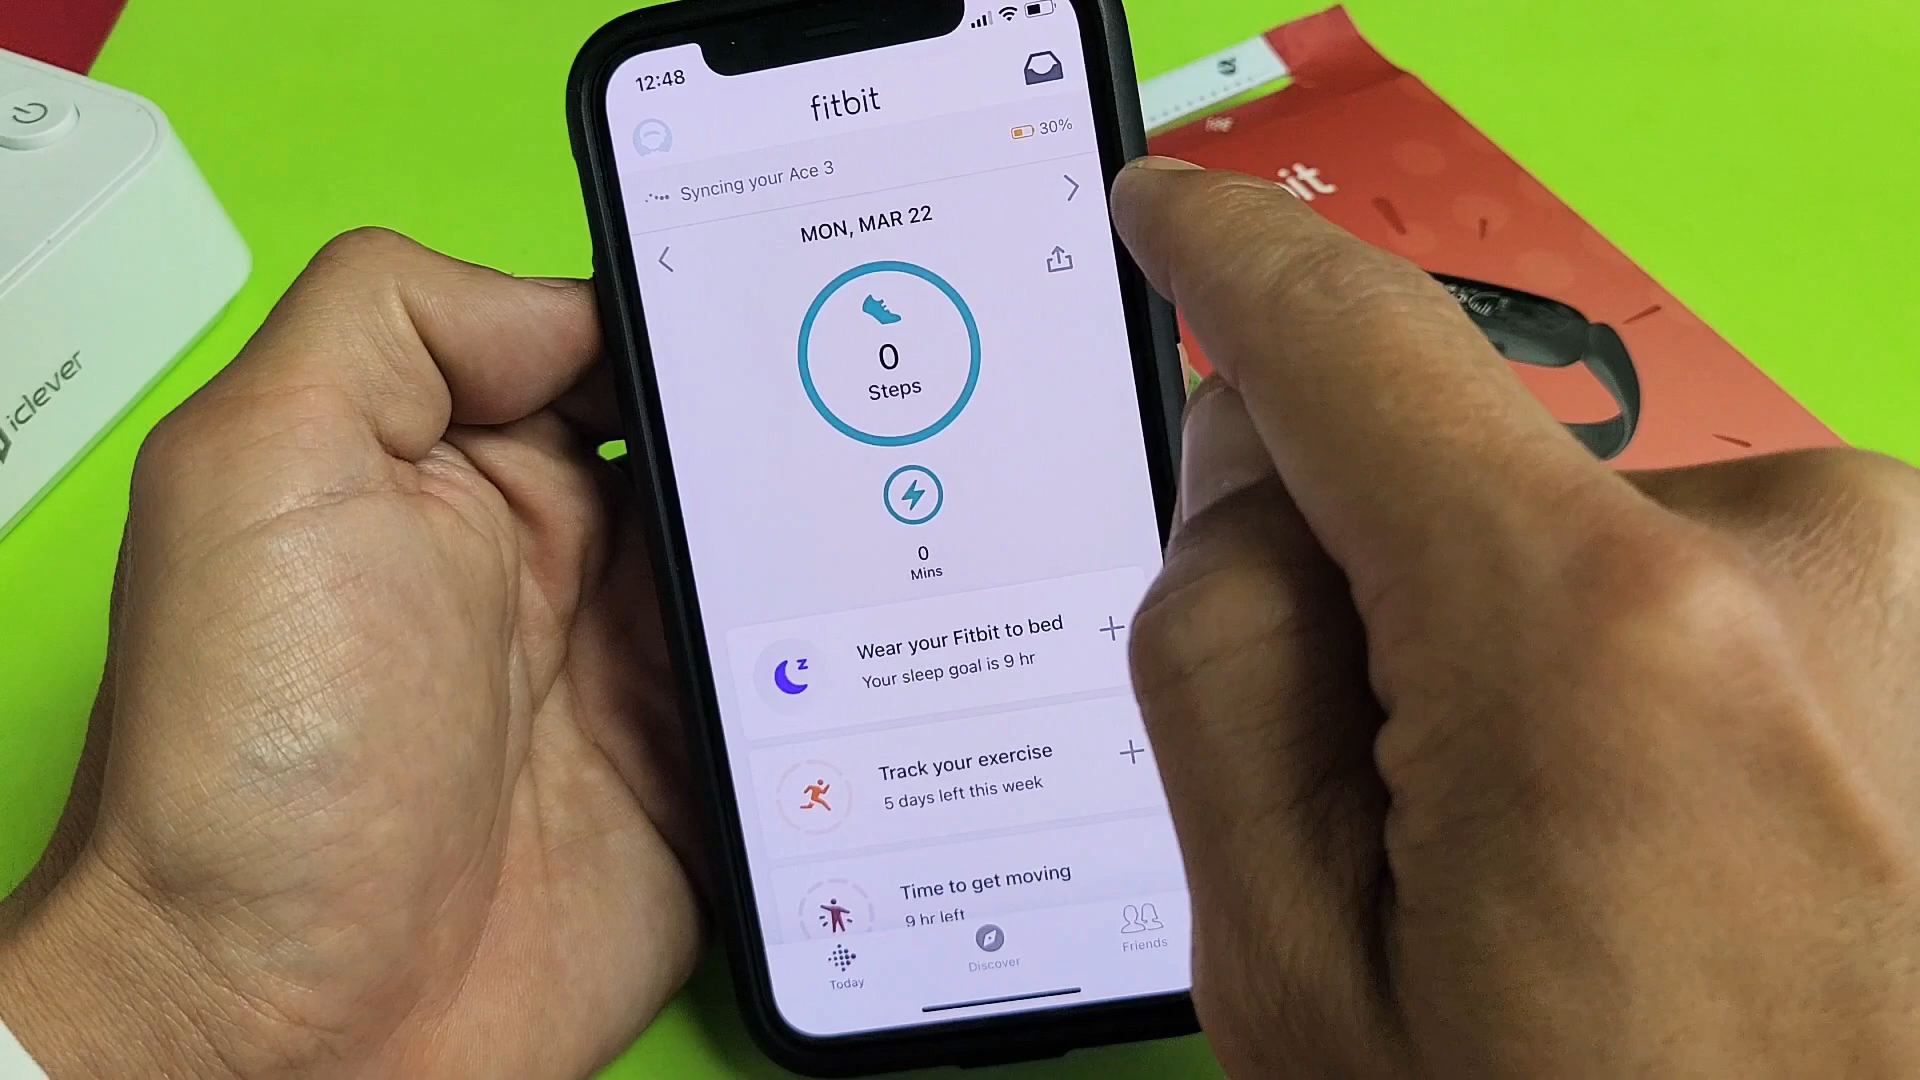 12:48
fitbit
30%
Syncing your Ace 3
MON, MAR 22
0
Steps
0
Mins
Wear your Fitbit to bed
Your sleep goal is 9 hr
Track your exercise
5 days left this week
Time to get moving
9 hr left
Today
Discover
Friends
iclever